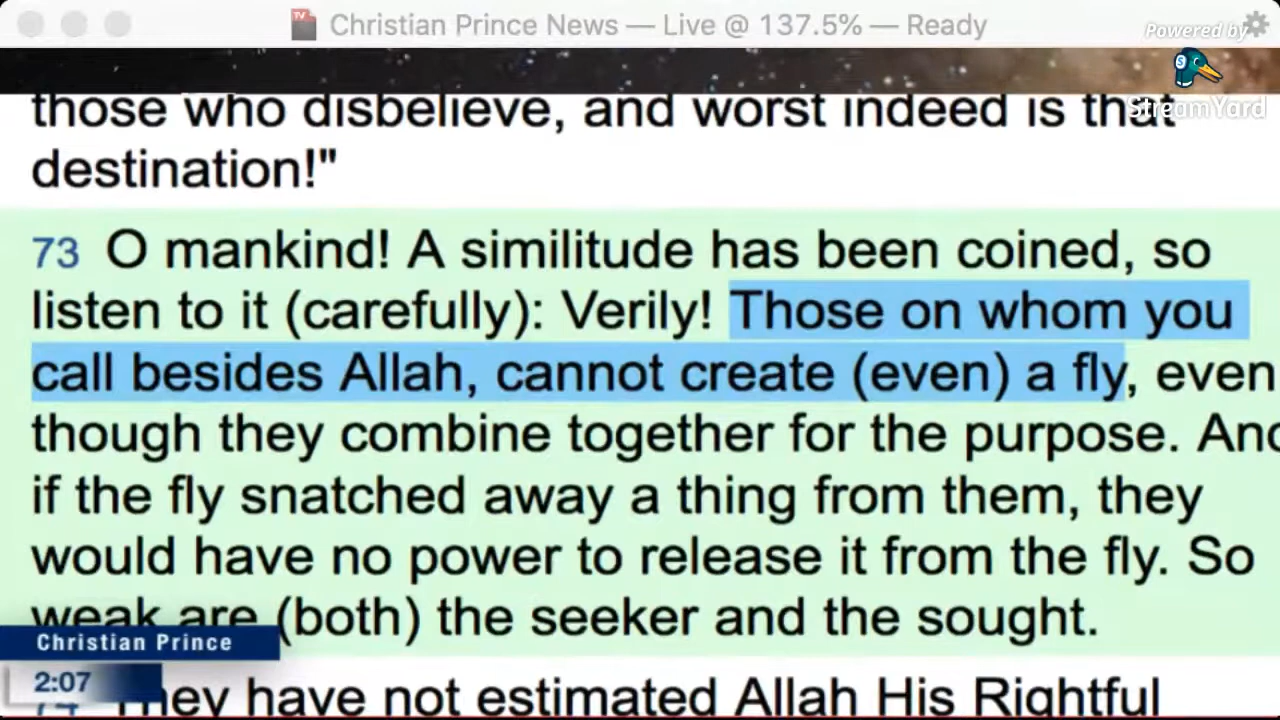 Christian Prince News — Live @ 137.5% — Ready
Powered by
StreamYard
those who disbelieve, and worst indeed is that
destination!"
73 O mankind! A similitude has been coined, so
listen to it (carefully): Verily! Those on whom you
call besides Allah, cannot create (even) a fly, even
though they combine together for the purpose. And
if the fly snatched away a thing from them, they
would have no power to release it from the fly. So
weak are (both) the seeker and the sought.
Christian Prince
2:07
74 They have not estimated Allah His Rightful